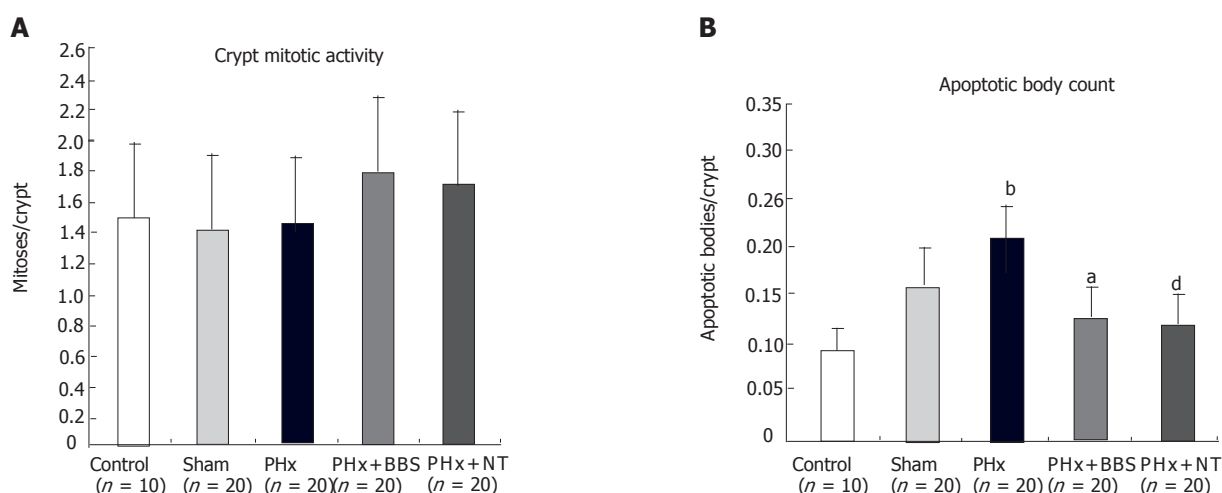 A
Crypt mitotic activity
Mitoses/crypt
2.6
2.4
2.2
2.0
1.8
1.6
1.4
1.2
1.0
0.8
0.6
0.4
0.2
0
Control Sham PHx PHx+BBS PHx+NT
(n = 10) (n = 20) (n = 20) (n = 20) (n = 20)
B
Apoptotic body count
Apoptotic bodies/crypt
0.35
0.30
0.26
0.20
0.15
0.10
0.05
0
b
a
d
Control Sham PHx PHx+BBS PHx+NT
(n = 10) (n = 20) (n = 20) (n = 20) (n = 20)